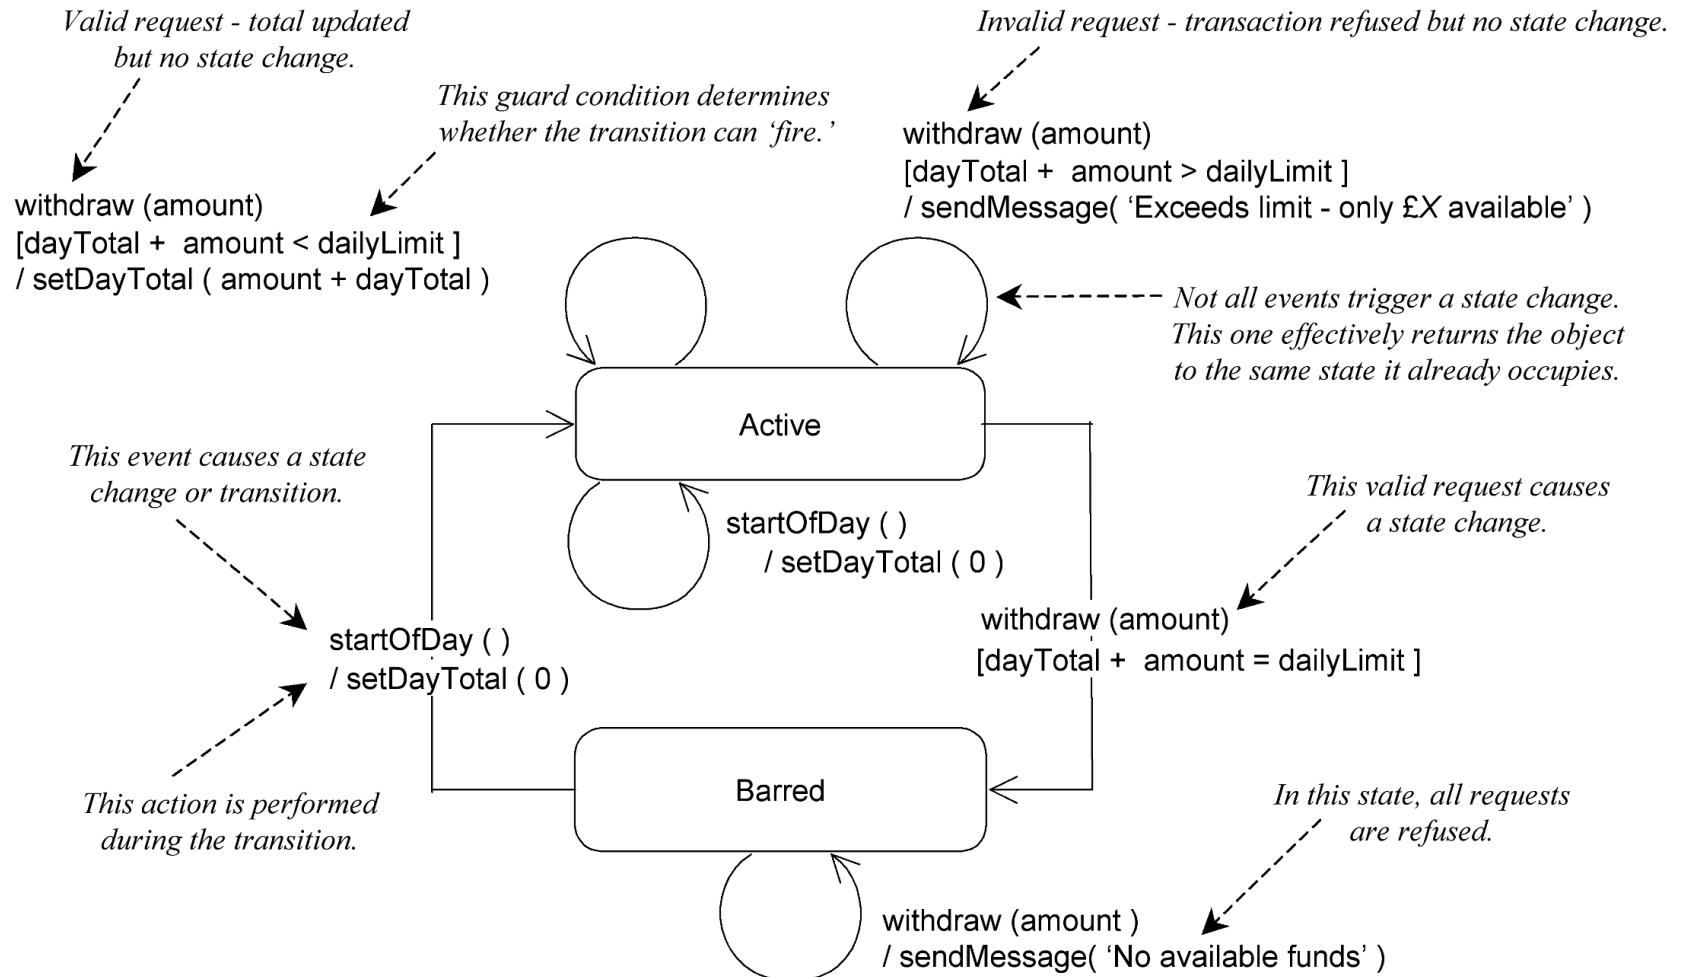 Valid request - total updated
but no state change.
Invalid request - transaction refused but no state change.
This guard condition determines
whether the transition can ‘fire.’
withdraw (amount)
[dayTotal + amount > dailyLimit ]
/ sendMessage( ‘Exceeds limit - only £X available’ )
withdraw (amount)
[dayTotal + amount < dailyLimit ]
/ setDayTotal ( amount + dayTotal )
Not all events trigger a state change.
This one effectively returns the object
to the same state it already occupies.
Active
This event causes a state
change or transition.
This valid request causes
a state change.
startOfDay ( )
/ setDayTotal ( 0 )
startOfDay ( )
/ setDayTotal ( 0 )
withdraw (amount)
[dayTotal + amount = dailyLimit ]
This action is performed
during the transition.
Barred
In this state, all requests
are refused.
withdraw (amount )
/ sendMessage( ‘No available funds’ )